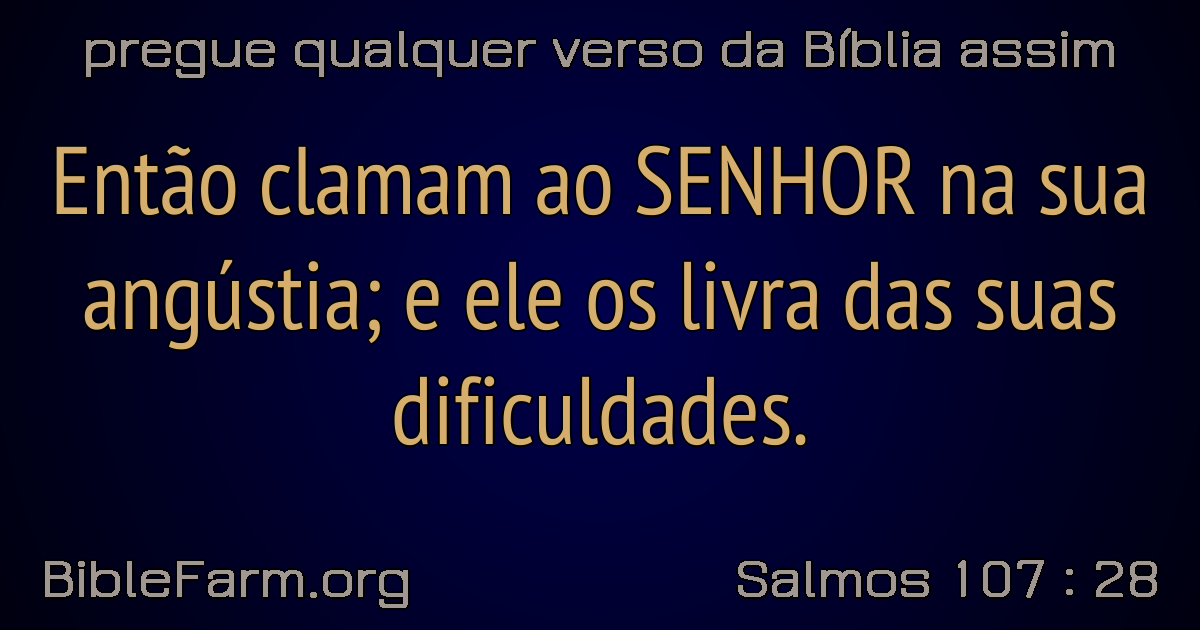 pregue qualquer verso da Bíblia assim
Então clamam ao SENHOR na sua
angústia; e ele os livra das suas
dificuldades.
BibleFarm.org
Salmos 107 : 28